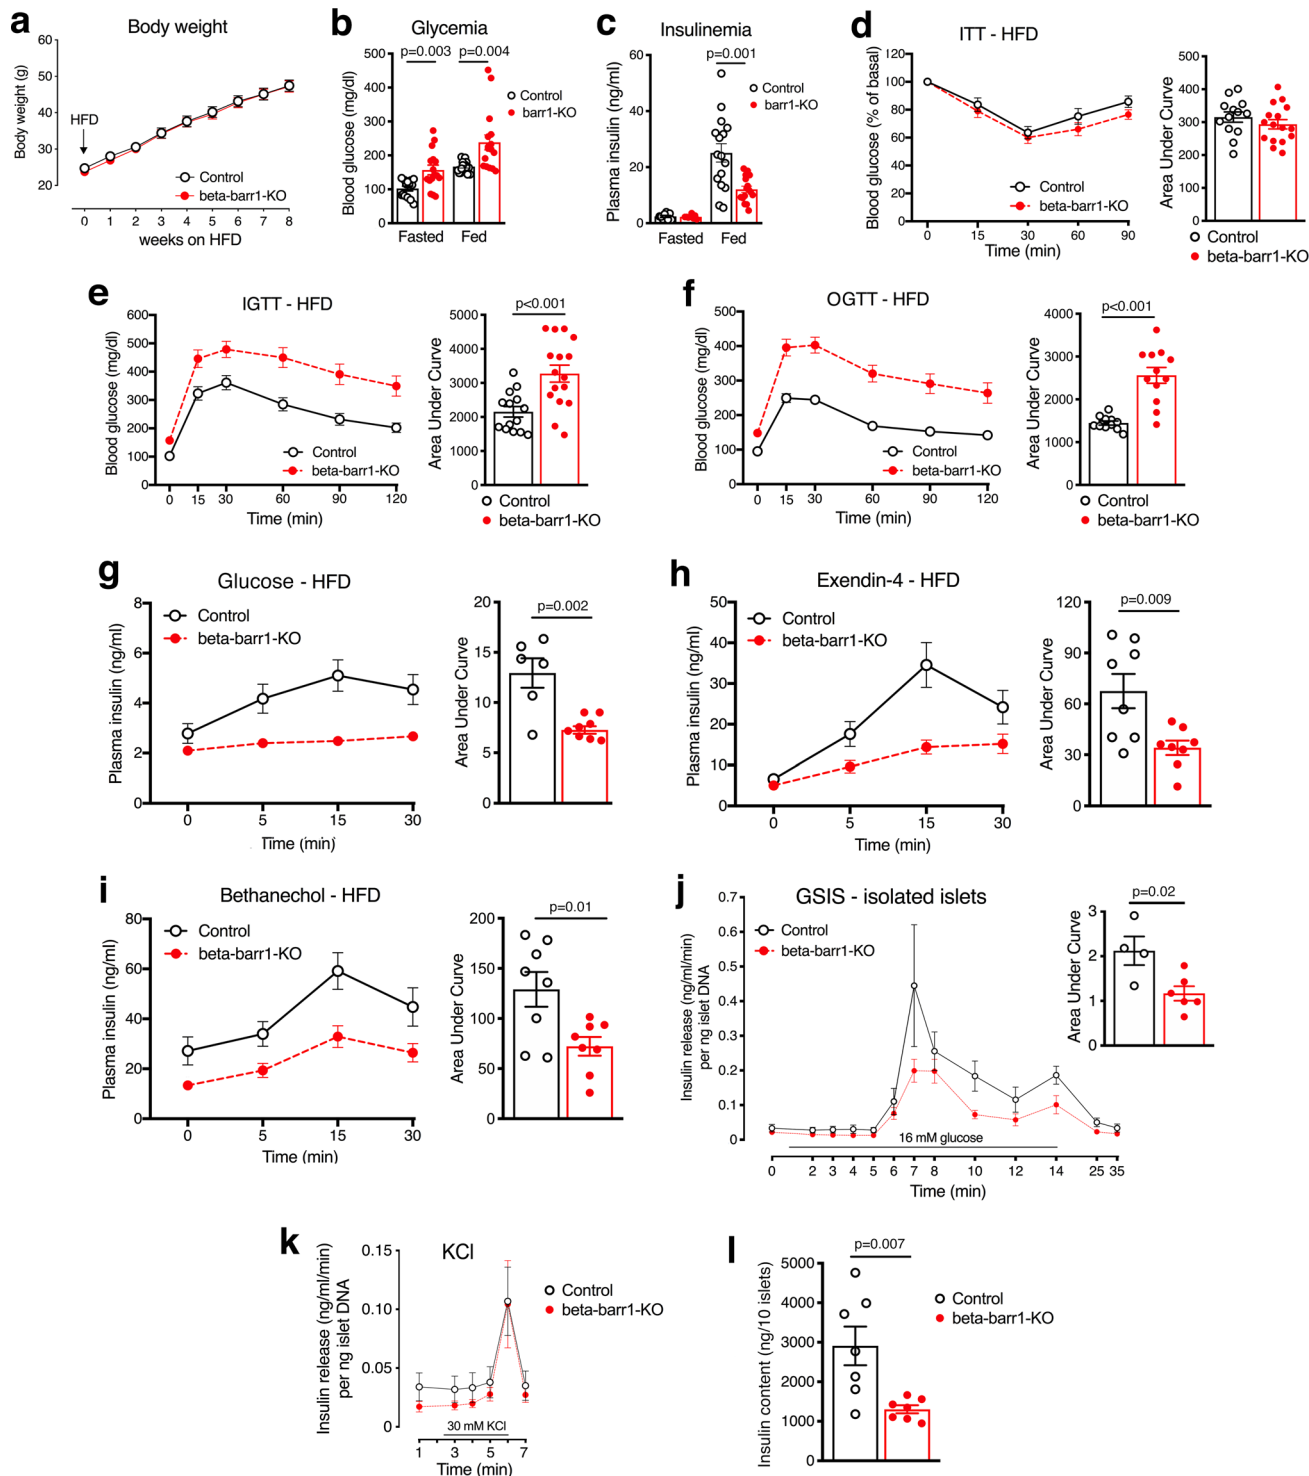 a
Body weight
Body weight (g)
60
50
40
30
20
HFD
Control
beta-barr1-KO
0 1 2 3 4 5 6 7 8
weeks on HFD
b
Glycemia
p=0.003 p=0.004
Blood glucose (mg/dl)
500
400
300
200
100
0
Control
barr1-KO
Fasted Fed
c
Insulinemia
p=0.001
Plasma insulin (ng/ml)
60
40
20
0
Control
barr1-KO
Fasted Fed
d
ITT - HFD
Blood glucose (% of basal)
120
100
80
60
40
20
0
Control
beta-barr1-KO
0 15 30 60 90
Time (min)
Area Under Curve
500
400
300
200
100
0
Control
beta-barr1-KO
e
IGTT - HFD
Blood glucose (mg/dl)
600
500
400
300
200
100
0
Control
beta-barr1-KO
0 15 30 60 90 120
Time (min)
p<0.001
Area Under Curve
5000
4000
3000
2000
1000
0
Control
beta-barr1-KO
f
OGTT - HFD
Blood glucose (mg/dl)
500
400
300
200
100
0
Control
beta-barr1-KO
0 15 30 60 90 120
Time (min)
p<0.001
Area Under Curve
4000
3000
2000
1000
0
Control
beta-barr1-KO
g
Glucose - HFD
Plasma insulin (ng/ml)
8
6
4
2
0
Control
beta-barr1-KO
0 5 15 30
Time (min)
p=0.002
Area Under Curve
20
15
10
5
0
h
Exendin-4 - HFD
Plasma insulin (ng/ml)
50
40
30
20
10
0
Control
beta-barr1-KO
0 5 15 30
Time (min)
p=0.009
Area Under Curve
120
90
60
30
0
i
Bethanechol - HFD
Plasma insulin (ng/ml)
80
60
40
20
0
Control
beta-barr1-KO
0 5 15 30
Time (min)
p=0.01
Area Under Curve
200
150
100
50
0
j
GSIS - isolated islets
Insulin release (ng/ml/min)
per ng islet DNA
0.7
0.6
0.5
0.4
0.3
0.2
0.1
0
Control
beta-barr1-KO
16 mM glucose
0 2 3 4 5 6 7 8 10 12 14 25 35
Time (min)
p=0.02
Area Under Curve
3
2
1
0
k
KCl
Insulin release (ng/ml/min)
per ng islet DNA
0.15
0.10
0.05
0
Control
beta-barr1-KO
30 mM KCl
1 3 5 7
Time (min)
l
p=0.007
Insulin content (ng/10 islets)
5000
4000
3000
2000
1000
0
Control
beta-barr1-KO